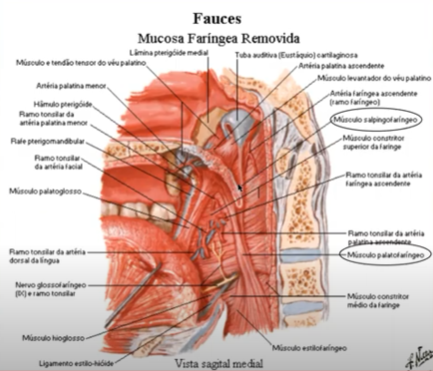 Fauces
Mucosa Faríngea Removida
Lâmina pterigóide medial
Músculo e tendão tensor do véu palatino
Artéria palatina menor
Hâmulo pterigóide
Ramo tonsilar da
artéria palatina menor
Rafe pterigomandibular
Ramo tonsilar
da artéria facial
Músculo palatoglosso
Ramo tonsilar da artéria
dorsal da língua
Nervo glossofaríngeo
(IX) e ramo tonsilar
Músculo hioglosso
Ligamento estilo-hióide
Tuba auditiva (Eustáquio) cartilaginosa
Artéria palatina ascendente
Músculo levantador do véu palatino
Artéria faríngea ascendente
(ramo faríngeo)
Músculo salpingofaríngeo
Músculo constritor
superior da faringe
Ramo tonsilar da artéria
faríngea ascendente
Ramo tonsilar da artéria
palatina ascendente
Músculo palatofaríngeo
Músculo constritor
médio da faringe
Músculo estilofaríngeo
Vista sagital medial